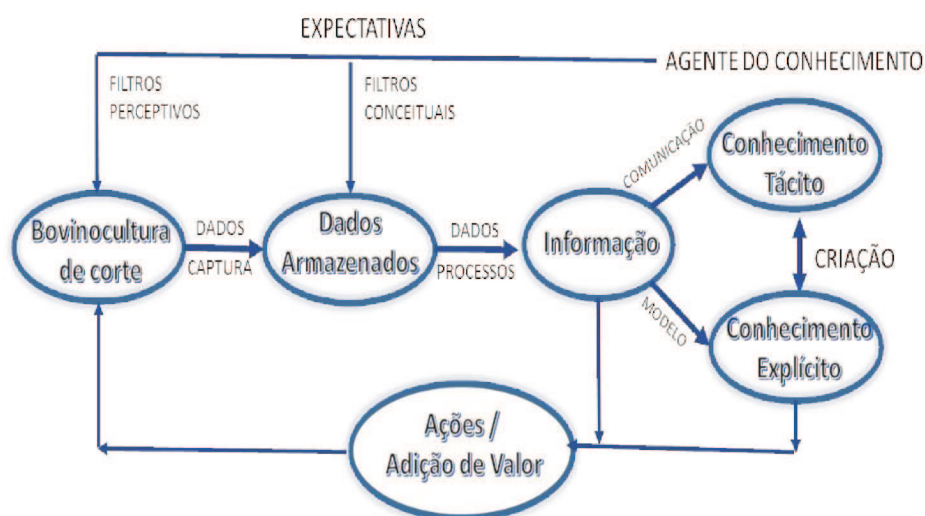 EXPECTATIVAS
AGENTE DO CONHECIMENTO
FILTROS
PERCEPTIVOS
FILTROS
CONCEITUAIS
COMUNICAÇÃO
Conhecimento
Tácito
Bovinocultura
de corte
DADOS
CAPTURA
Dados
Armazenados
DADOS
PROCESSOS
Informação
CRIAÇÃO
MODELO
Conhecimento
Explícito
Ações /
Adição de Valor